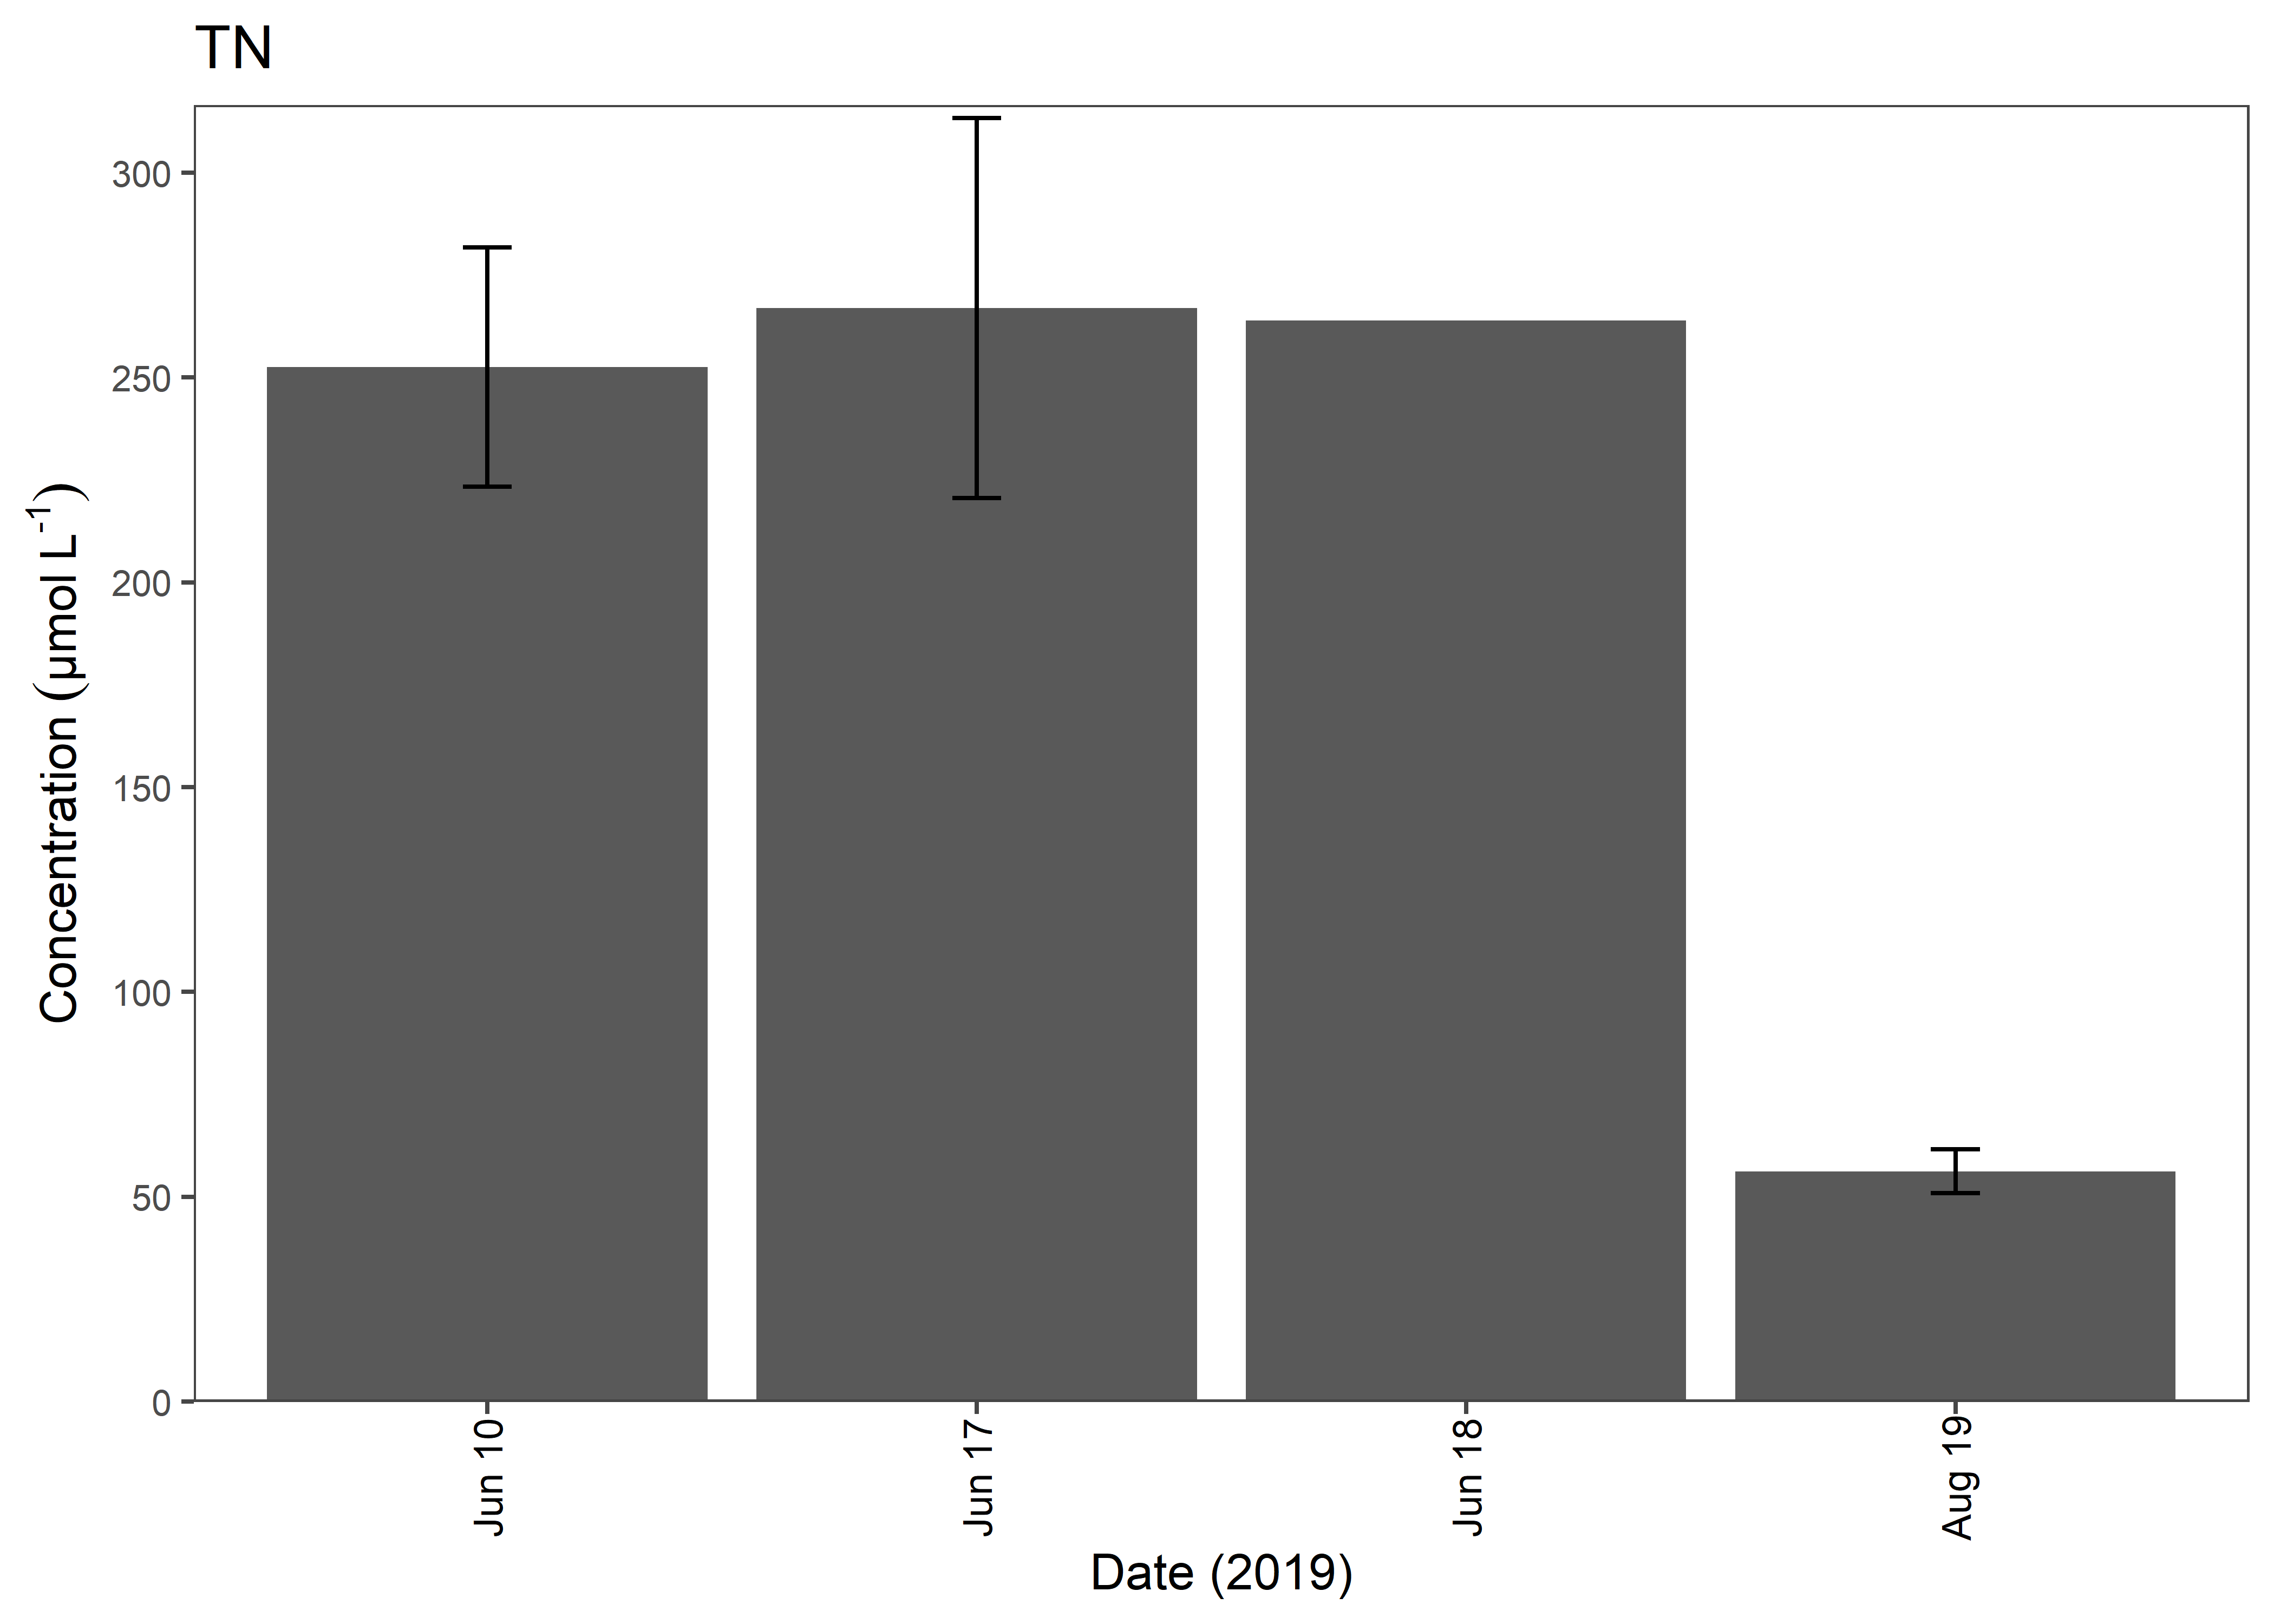 TN
Concentration (µmol L⁻¹)
300
250
200
150
100
50
0
Jun 10
Jun 17
Jun 18
Aug 19
Date (2019)